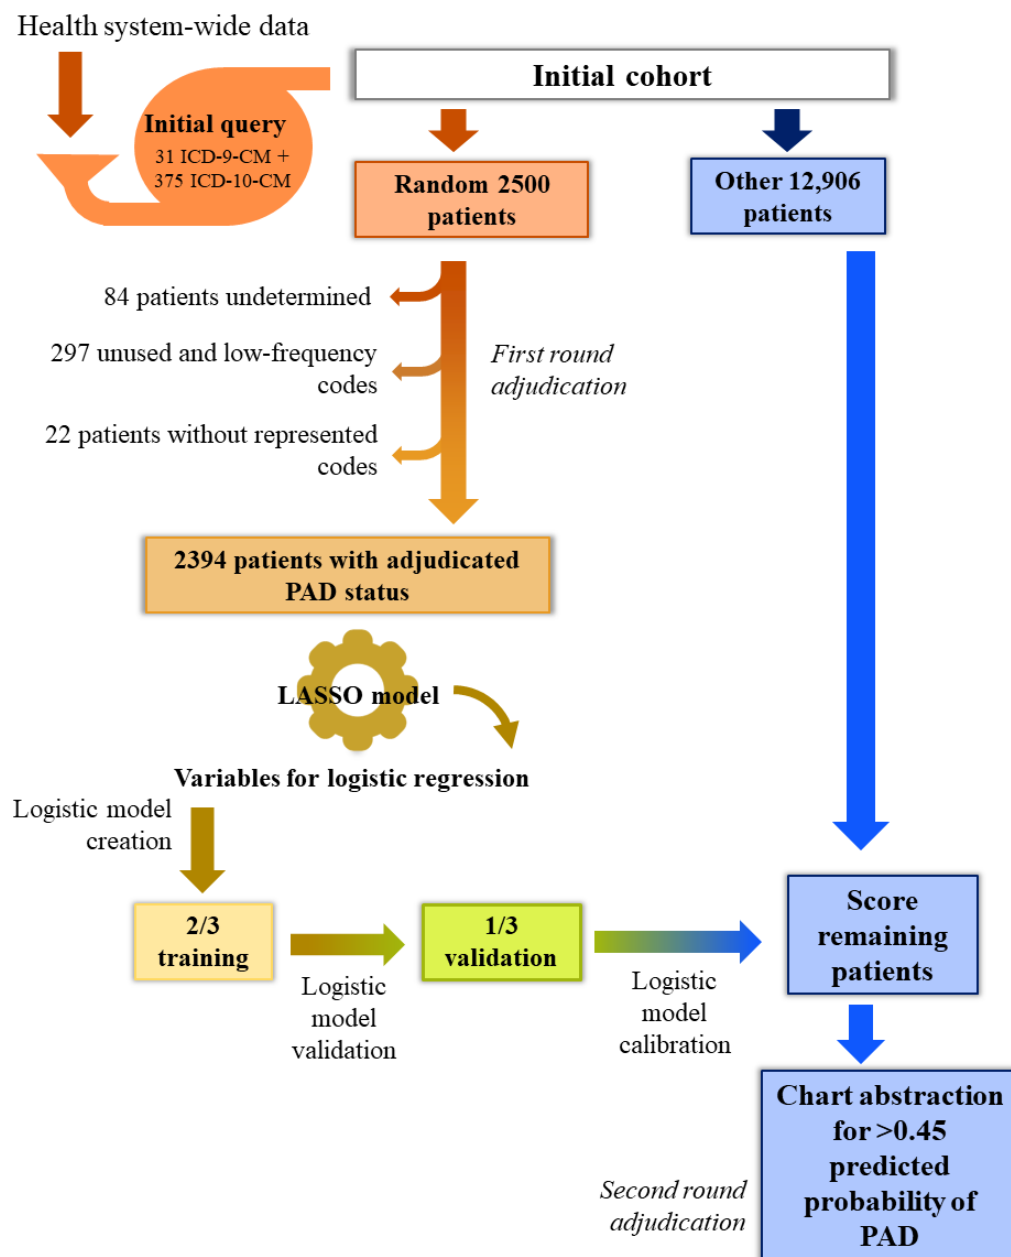 Health system-wide data
Initial query
31 ICD-9-CM +
375 ICD-10-CM
Initial cohort
Random 2500
patients
Other 12,906
patients
84 patients undetermined
297 unused and low-frequency
codes
22 patients without represented
codes
First round
adjudication
2394 patients with adjudicated
PAD status
LASSO model
Variables for logistic regression
Logistic model
creation
2/3
training
Logistic
model
validation
1/3
validation
Logistic
model
calibration
Score
remaining
patients
Second round
adjudication
Chart abstraction
for >0.45
predicted
probability of
PAD